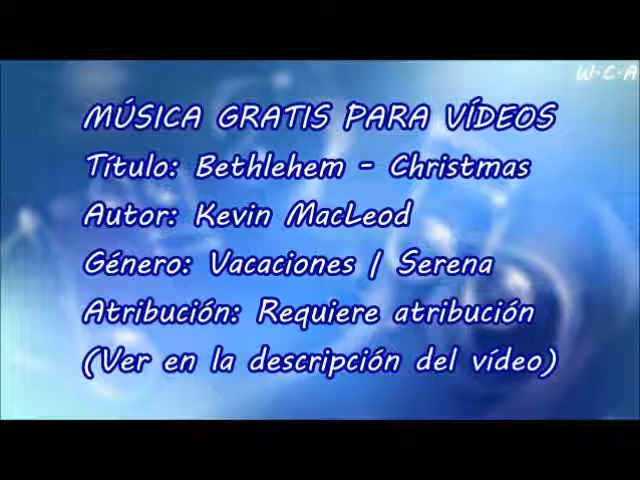 W-C-A
MÚSICA GRATIS PARA VÍDEOS
Título: Bethlehem - Christmas
Autor: Kevin MacLeod
Género: Vacaciones / Serena
Atribución: Requiere atribución
(Ver en la descripción del vídeo)